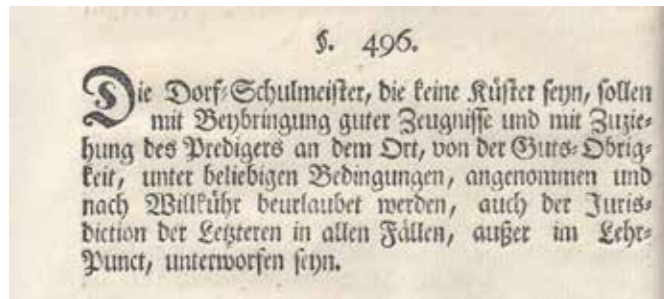 §. 496.
Die Dorf-Schulmeister, die keine Küster seyn, sollen
mit Beybringung guter Zeugnisse und mit Zuzie-
hung des Predigers an dem Ort, von der Guts-Obrig-
keit, unter beliebigen Bedingungen, angenommen und
nach Willkühr beurlaubet werden, auch der Juris-
diction der Letzteren in allen Fällen, außer im Lehr-
Punct, unterworfen seyn.